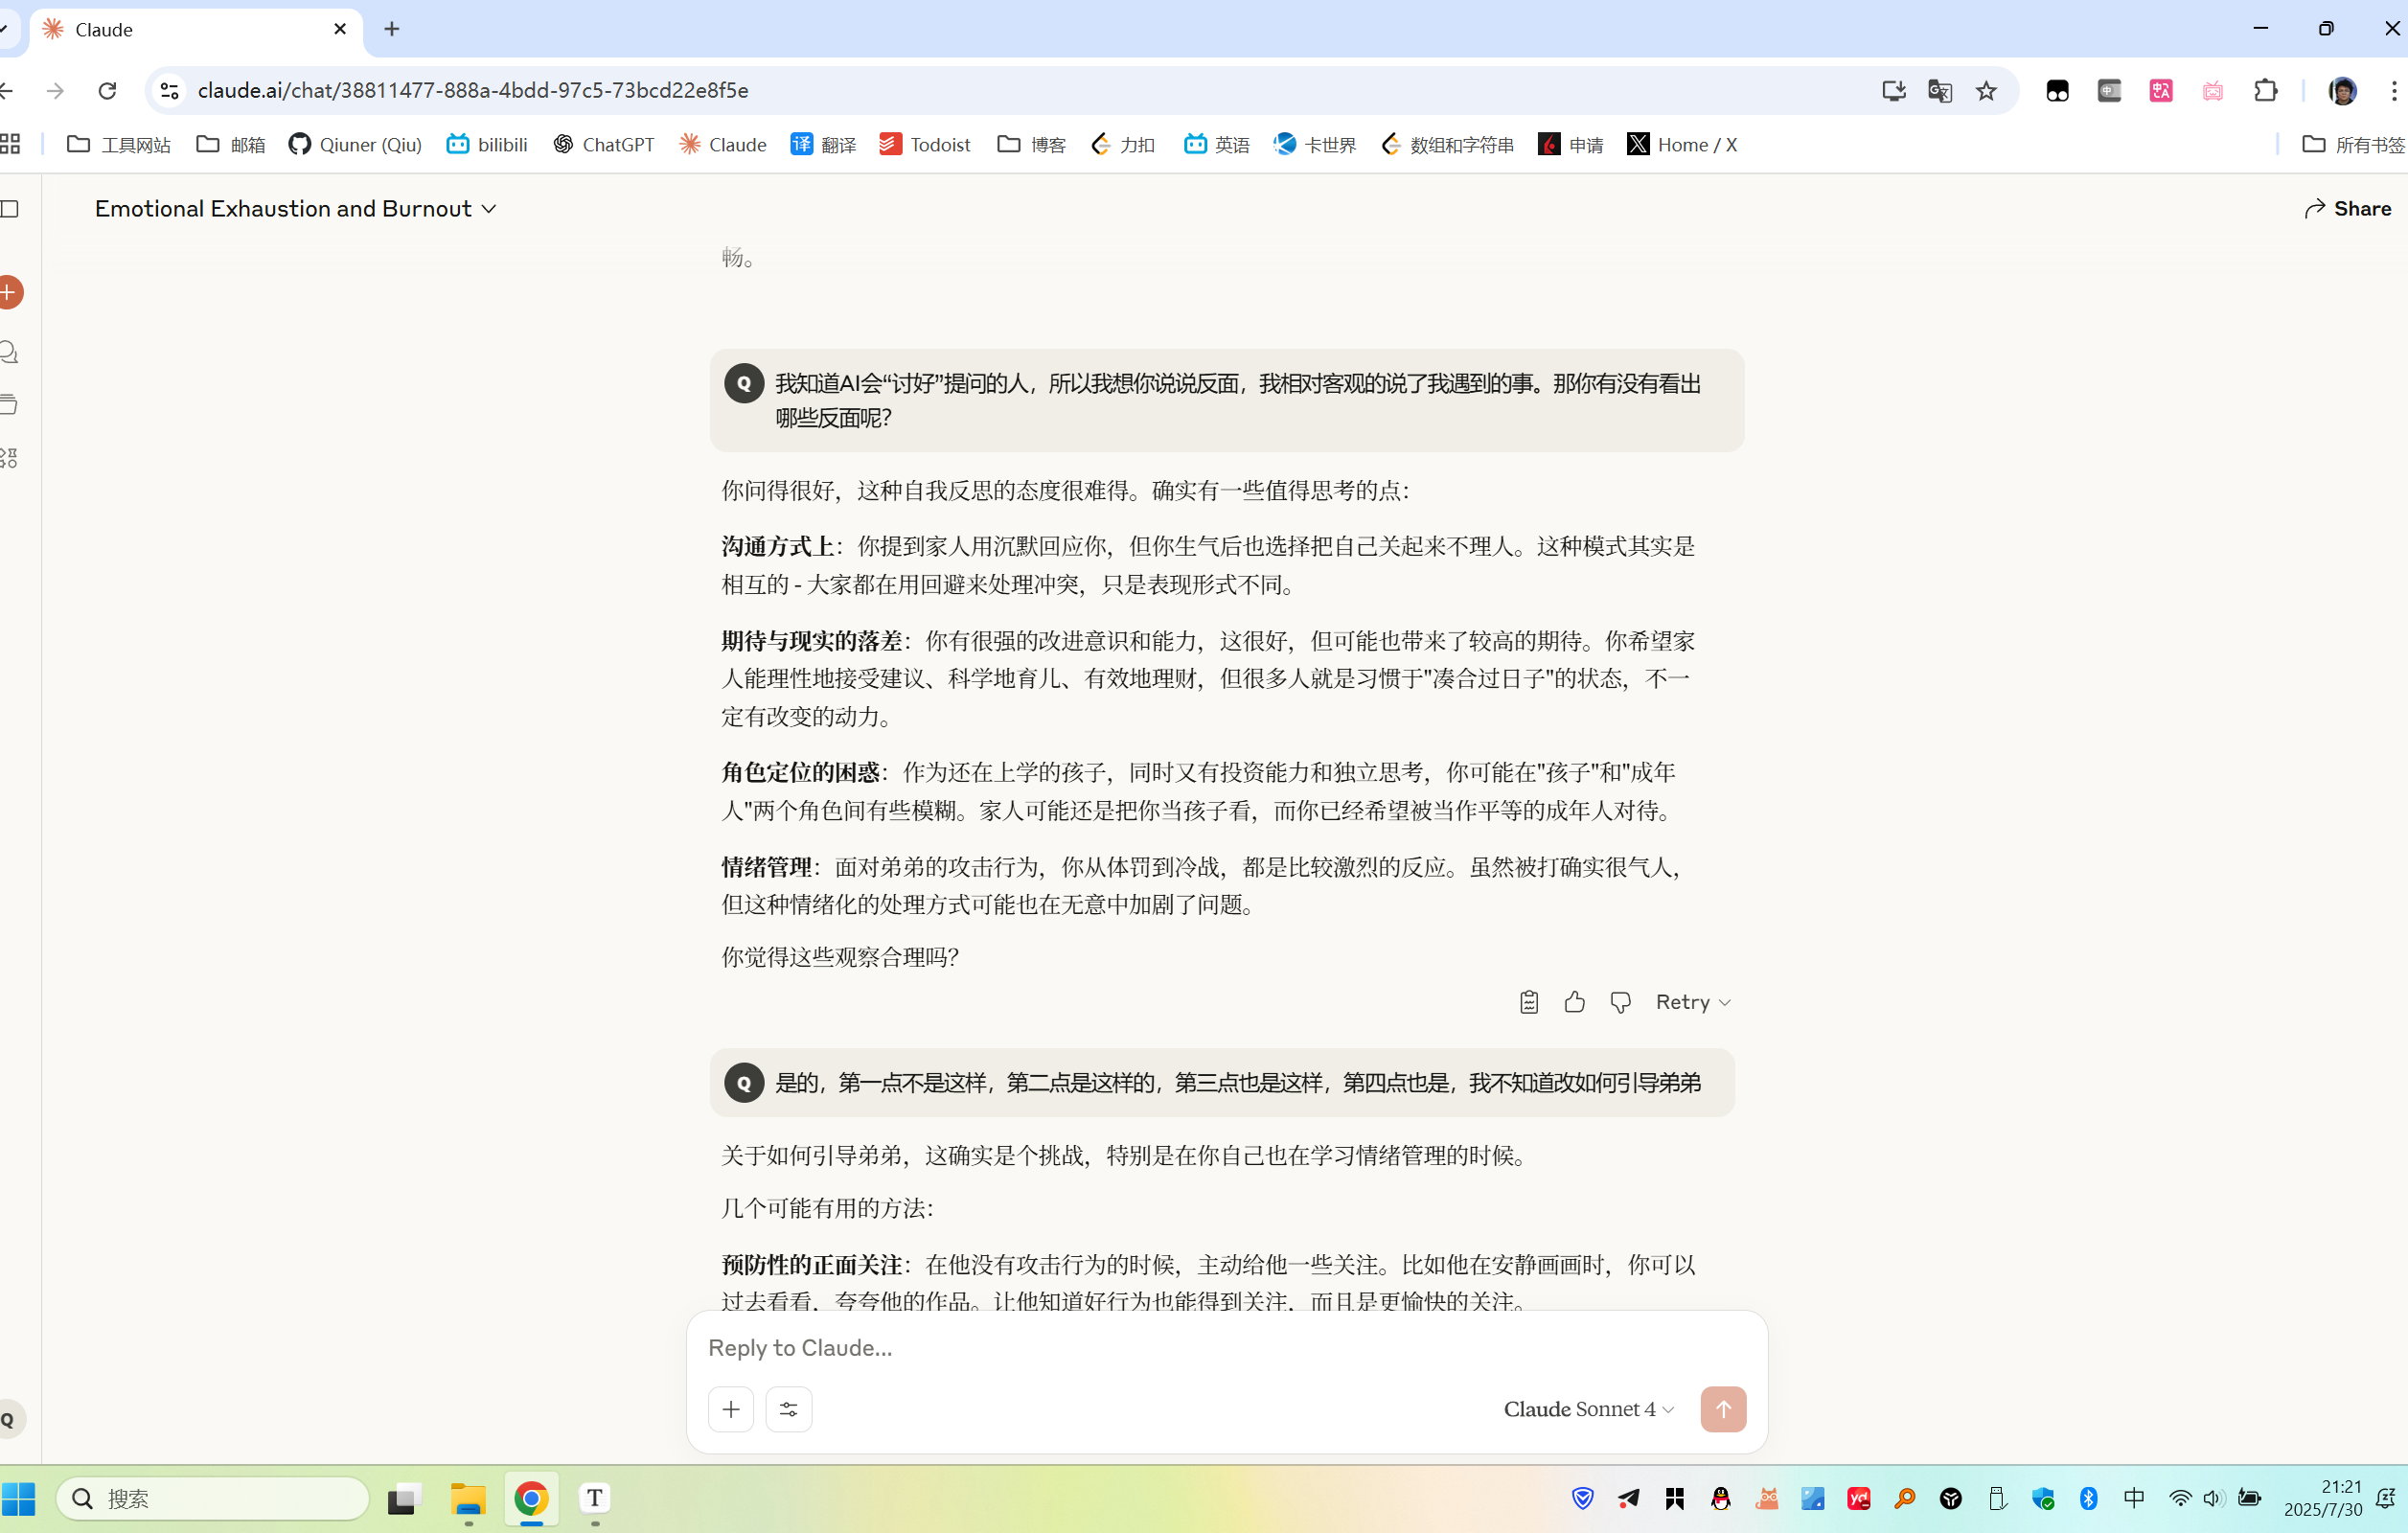 Claude
claude.ai/chat/38811477-888a-4bdd-97c5-73bcd22e8f5e
工具网站 邮箱 Qiuner (Qiu) bilibili ChatGPT Claude 翻译 Todoist 博客 力扣 英语 卡世界 数组和字符串 申请 Home / X 所有书签
Emotional Exhaustion and Burnout
Share
畅。
Q
我知道AI会“讨好”提问的人，所以我想你说说反面，我相对客观的说了我遇到的事。那你有没有看出
哪些反面呢？
你问得很好，这种自我反思的态度很难得。确实有一些值得思考的点：
沟通方式上：你提到家人用沉默回应你，但你生气后也选择把自己关起来不理人。这种模式其实是
相互的 - 大家都在用回避来处理冲突，只是表现形式不同。
期待与现实的落差：你有很强的改进意识和能力，这很好，但可能也带来了较高的期待。你希望家
人能理性地接受建议、科学地育儿、有效地理财，但很多人就是习惯于"凑合过日子"的状态，不一
定有改变的动力。
角色定位的困惑：作为还在上学的孩子，同时又有投资能力和独立思考，你可能在"孩子"和"成年
人"两个角色间有些模糊。家人可能还是把你当孩子看，而你已经希望被当作平等的成年人对待。
情绪管理：面对弟弟的攻击行为，你从体罚到冷战，都是比较激烈的反应。虽然被打确实很气人，
但这种情绪化的处理方式可能也在无意中加剧了问题。
你觉得这些观察合理吗？
Retry
Q
是的，第一点不是这样，第二点是这样的，第三点也是这样，第四点也是，我不知道改如何引导弟弟
关于如何引导弟弟，这确实是个挑战，特别是在你自己也在学习情绪管理的时候。
几个可能有用的方法：
预防性的正面关注：在他没有攻击行为的时候，主动给他一些关注。比如他在安静画画时，你可以
过去看看，夸夸他的作品。让他知道好行为也能得到关注，而且是更愉快的关注。
Reply to Claude...
Claude Sonnet 4
Q
搜索
T
yd
中
21:21
2025/7/30